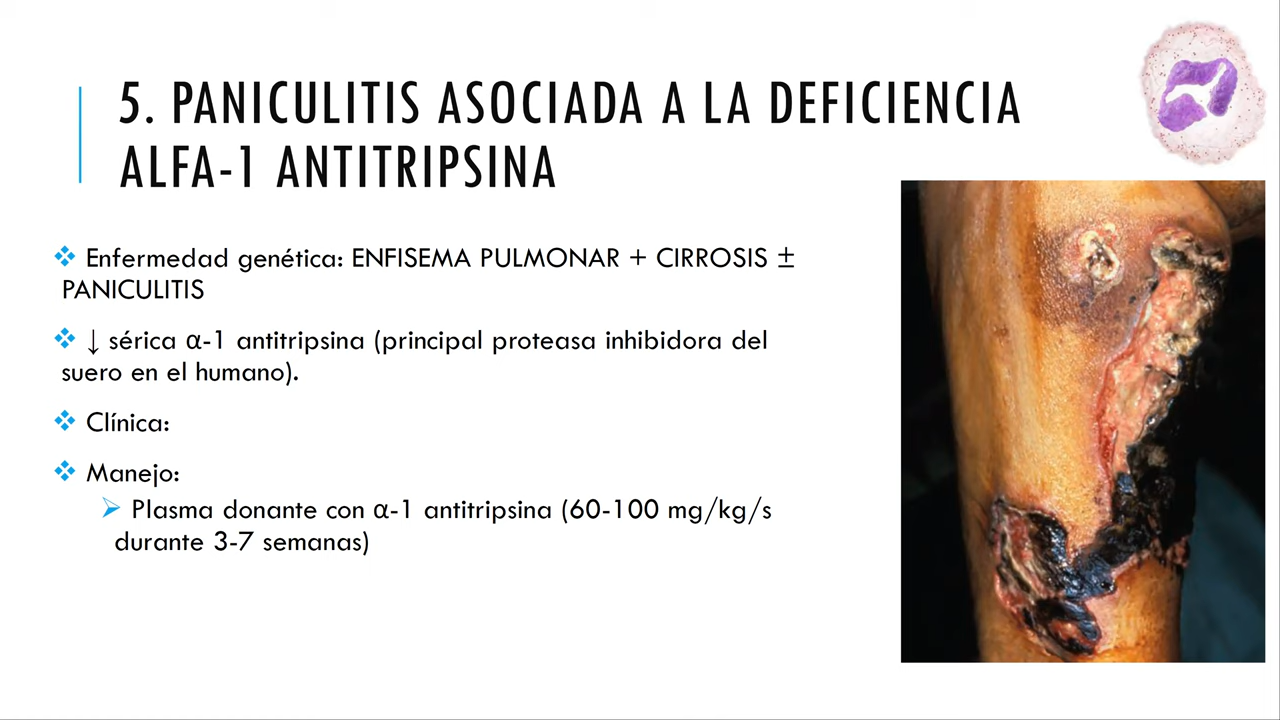 5. PANICULITIS ASOCIADA A LA DEFICIENCIA
ALFA-1 ANTITRIPSINA
❖ Enfermedad genética: ENFISEMA PULMONAR + CIRROSIS ±
PANICULITIS
❖ ↓ sérica α-1 antitripsina (principal proteasa inhibidora del
suero en el humano).
❖ Clínica:
❖ Manejo:
➢ Plasma donante con α-1 antitripsina (60-100 mg/kg/s
durante 3-7 semanas)